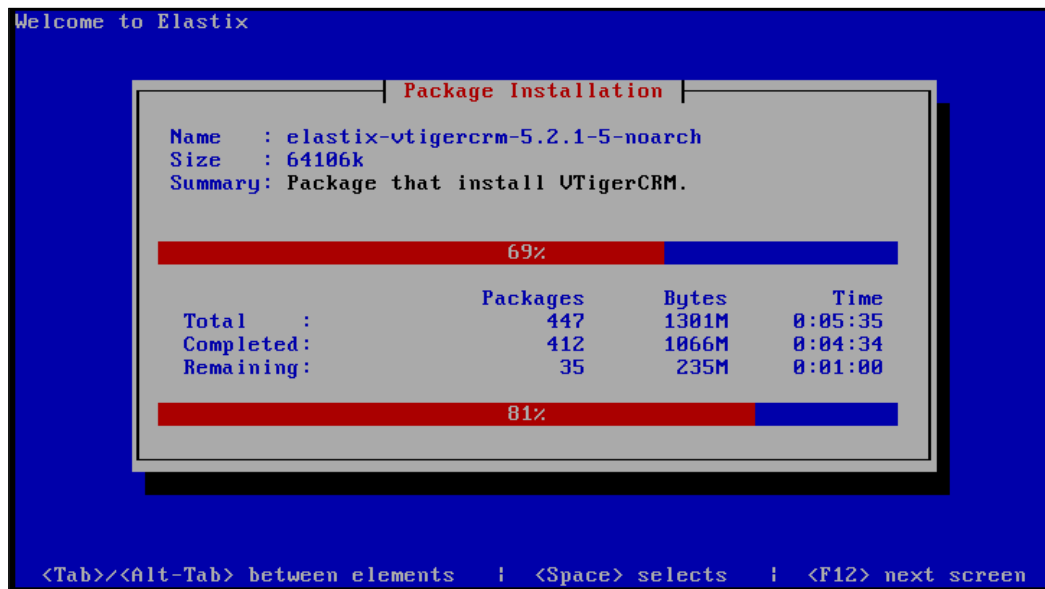 Welcome to Elastix
Package Installation
Name : elastix-vtigercrm-5.2.1-5-noarch
Size : 64106k
Summary: Package that install VTigerCRM.
69%
Packages Bytes Time
Total : 447 1301M 0:05:35
Completed: 412 1066M 0:04:34
Remaining: 35 235M 0:01:00
81%
<Tab>/<Alt-Tab> between elements | <Space> selects | <F12> next screen